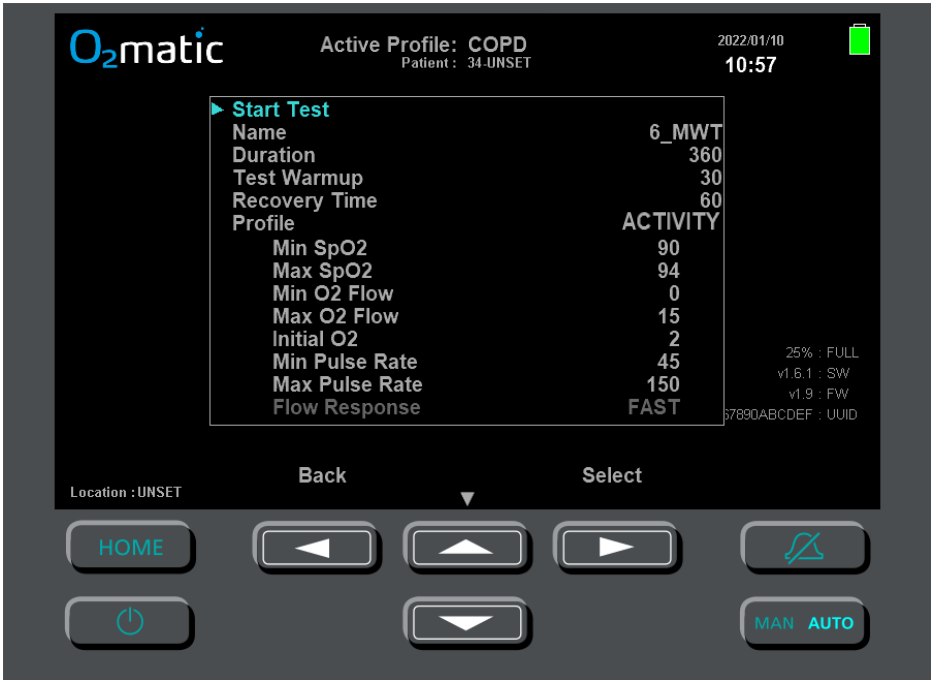 O2matic
Active Profile: COPD
Patient : 34-UNSET
2022/01/10
10:57
Start Test
Name 6_MWT
Duration 360
Test Warmup 30
Recovery Time 60
Profile ACTIVITY
Min SpO2 90
Max SpO2 94
Min O2 Flow 0
Max O2 Flow 15
Initial O2 2
Min Pulse Rate 45
Max Pulse Rate 150
Flow Response FAST
25% : FULL
v1.6.1 : SW
v1.9 : FW
67890ABCDEF : UUID
Back Select
Location : UNSET
HOME
MAN AUTO